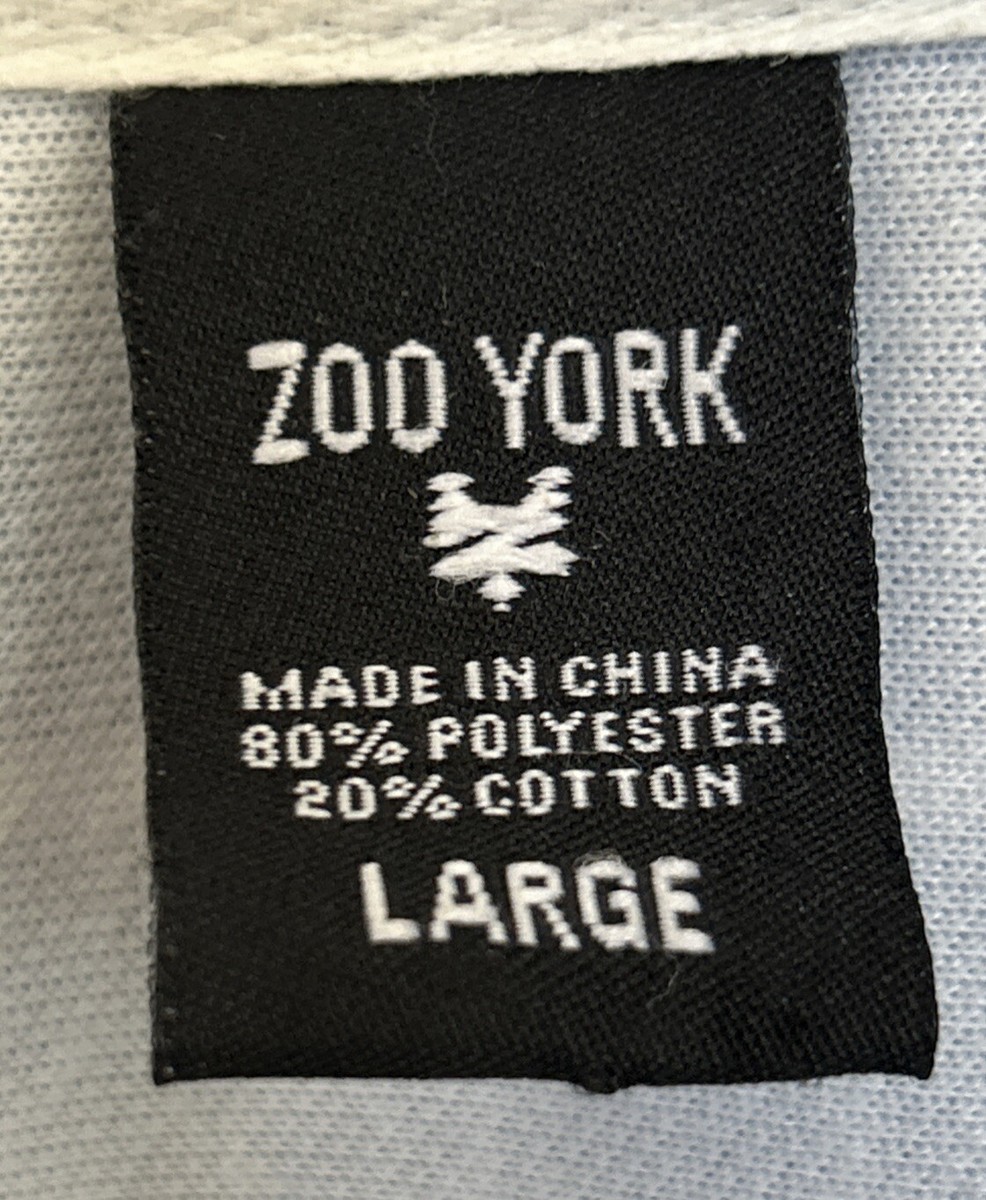 ZOO YORK
MADE IN CHINA
80% POLYESTER
20% COTTON
LARGE